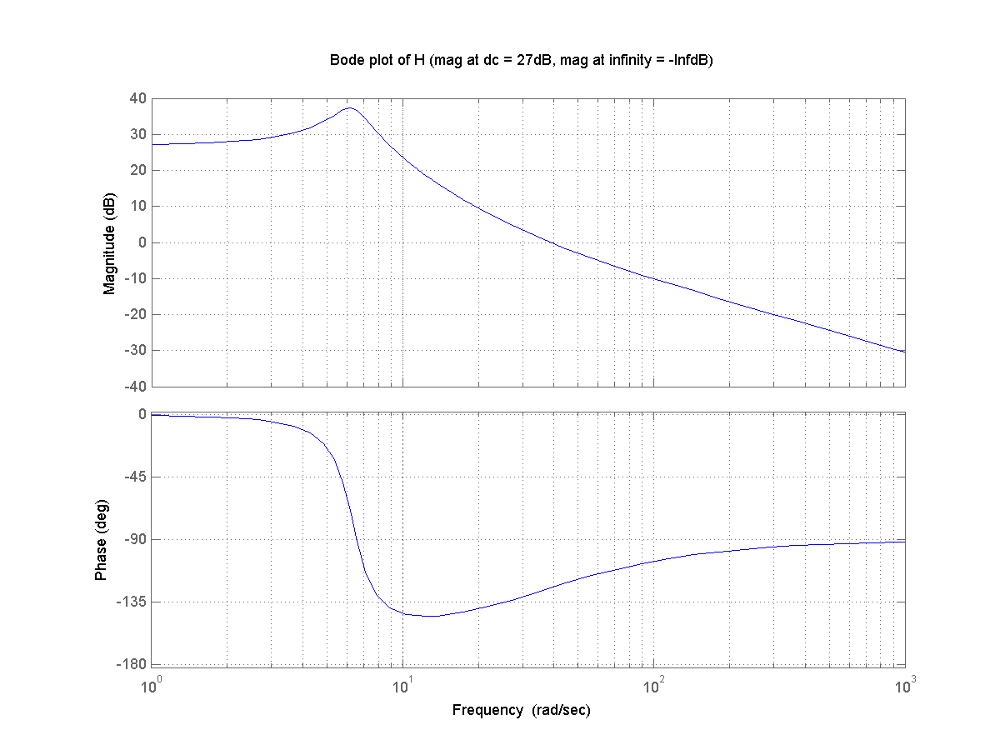 Bode plot of H (mag at dc = 27dB, mag at infinity = -InfdB)
Magnitude (dB)
40
30
20
10
0
-10
-20
-30
-40
Phase (deg)
0
-45
-90
-135
-180
10^0 10^1 10^2 10^3
Frequency (rad/sec)